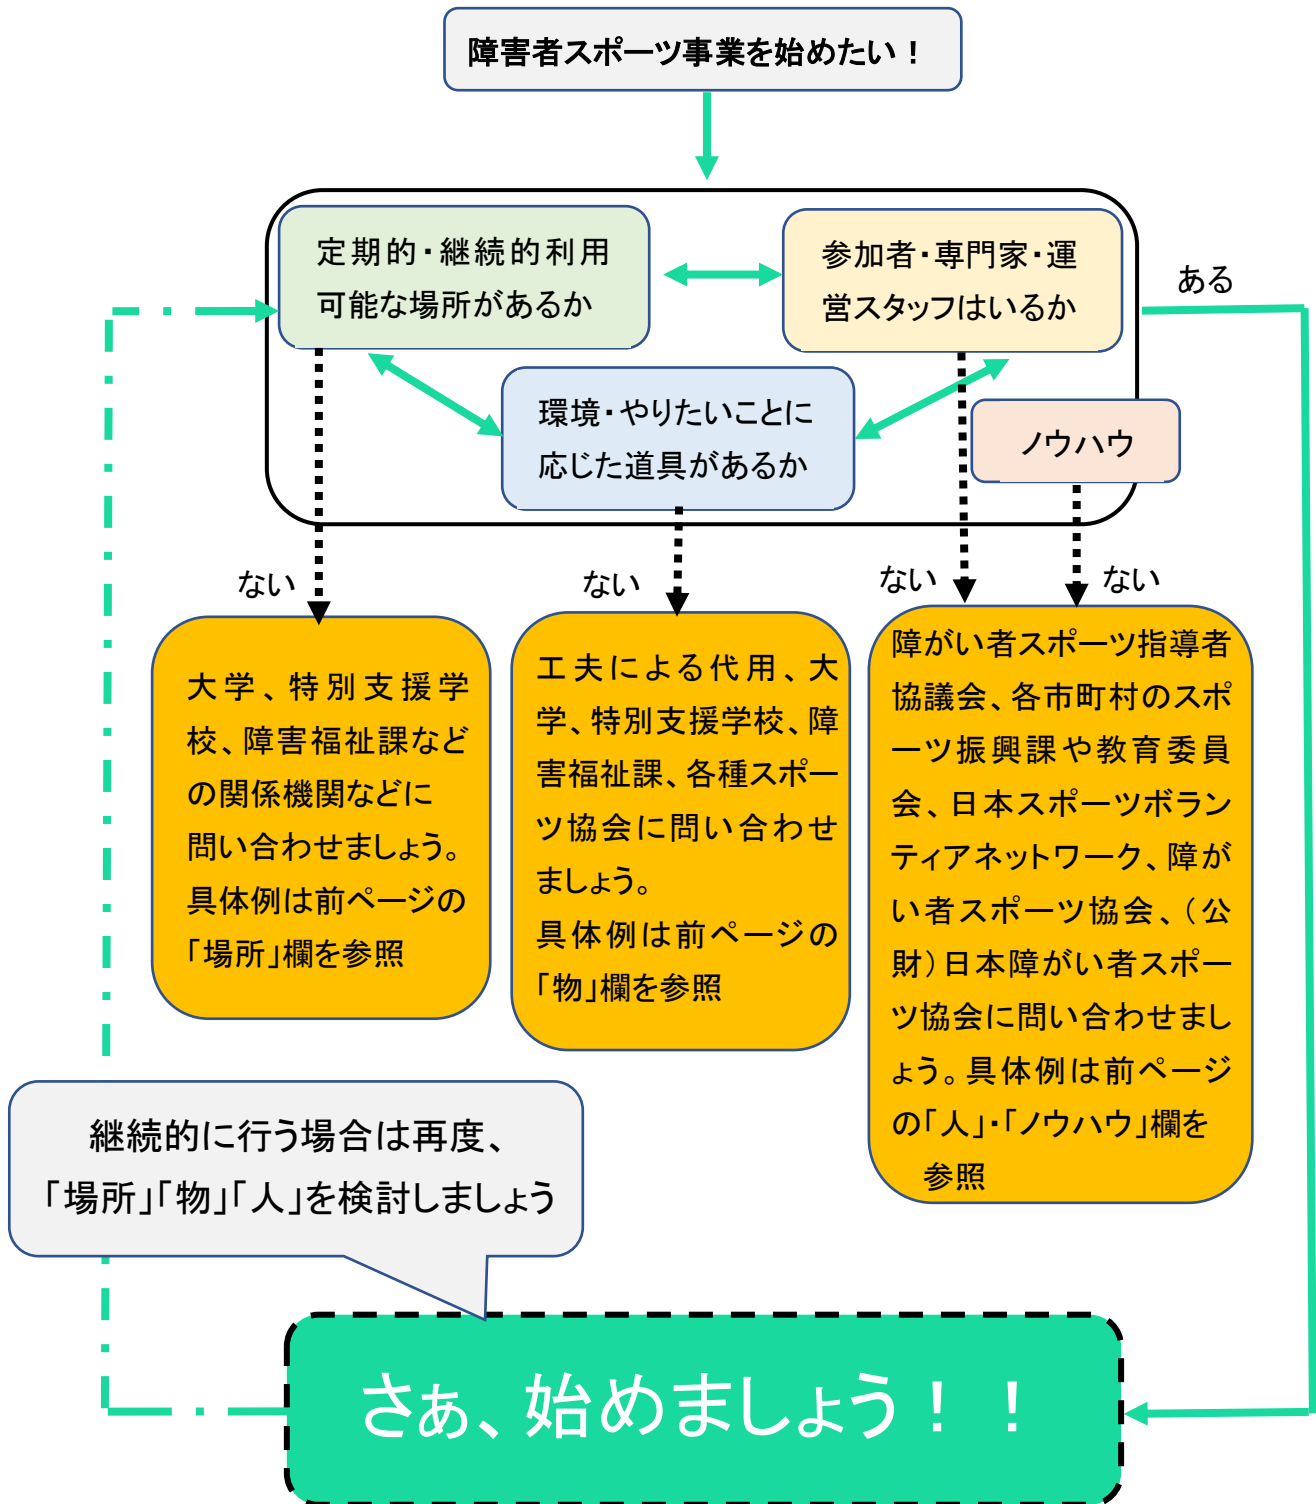 障害者スポーツ事業を始めたい！
定期的・継続的利用
可能な場所があるか
参加者・専門家・運
営スタッフはいるか
ある
環境・やりたいことに
応じた道具があるか
ノウハウ
ない
ない
ない
ない
大学、特別支援学
校、障害福祉課など
の関係機関などに
問い合わせましょう。
具体例は前ページの
「場所」欄を参照
工夫による代用、大
学、特別支援学校、障
害福祉課、各種スポー
ツ協会に問い合わせ
ましょう。
具体例は前ページの
「物」欄を参照
障がい者スポーツ指導者
協議会、各市町村のスポ
ーツ振興課や教育委員
会、日本スポーツボラン
ティアネットワーク、障が
い者スポーツ協会、（公
財）日本障がい者スポー
ツ協会に問い合わせまし
ょう。具体例は前ページ
の「人」・「ノウハウ」欄を
参照
継続的に行う場合は再度、
「場所」「物」「人」を検討しましょう
さぁ、始めましょう！！